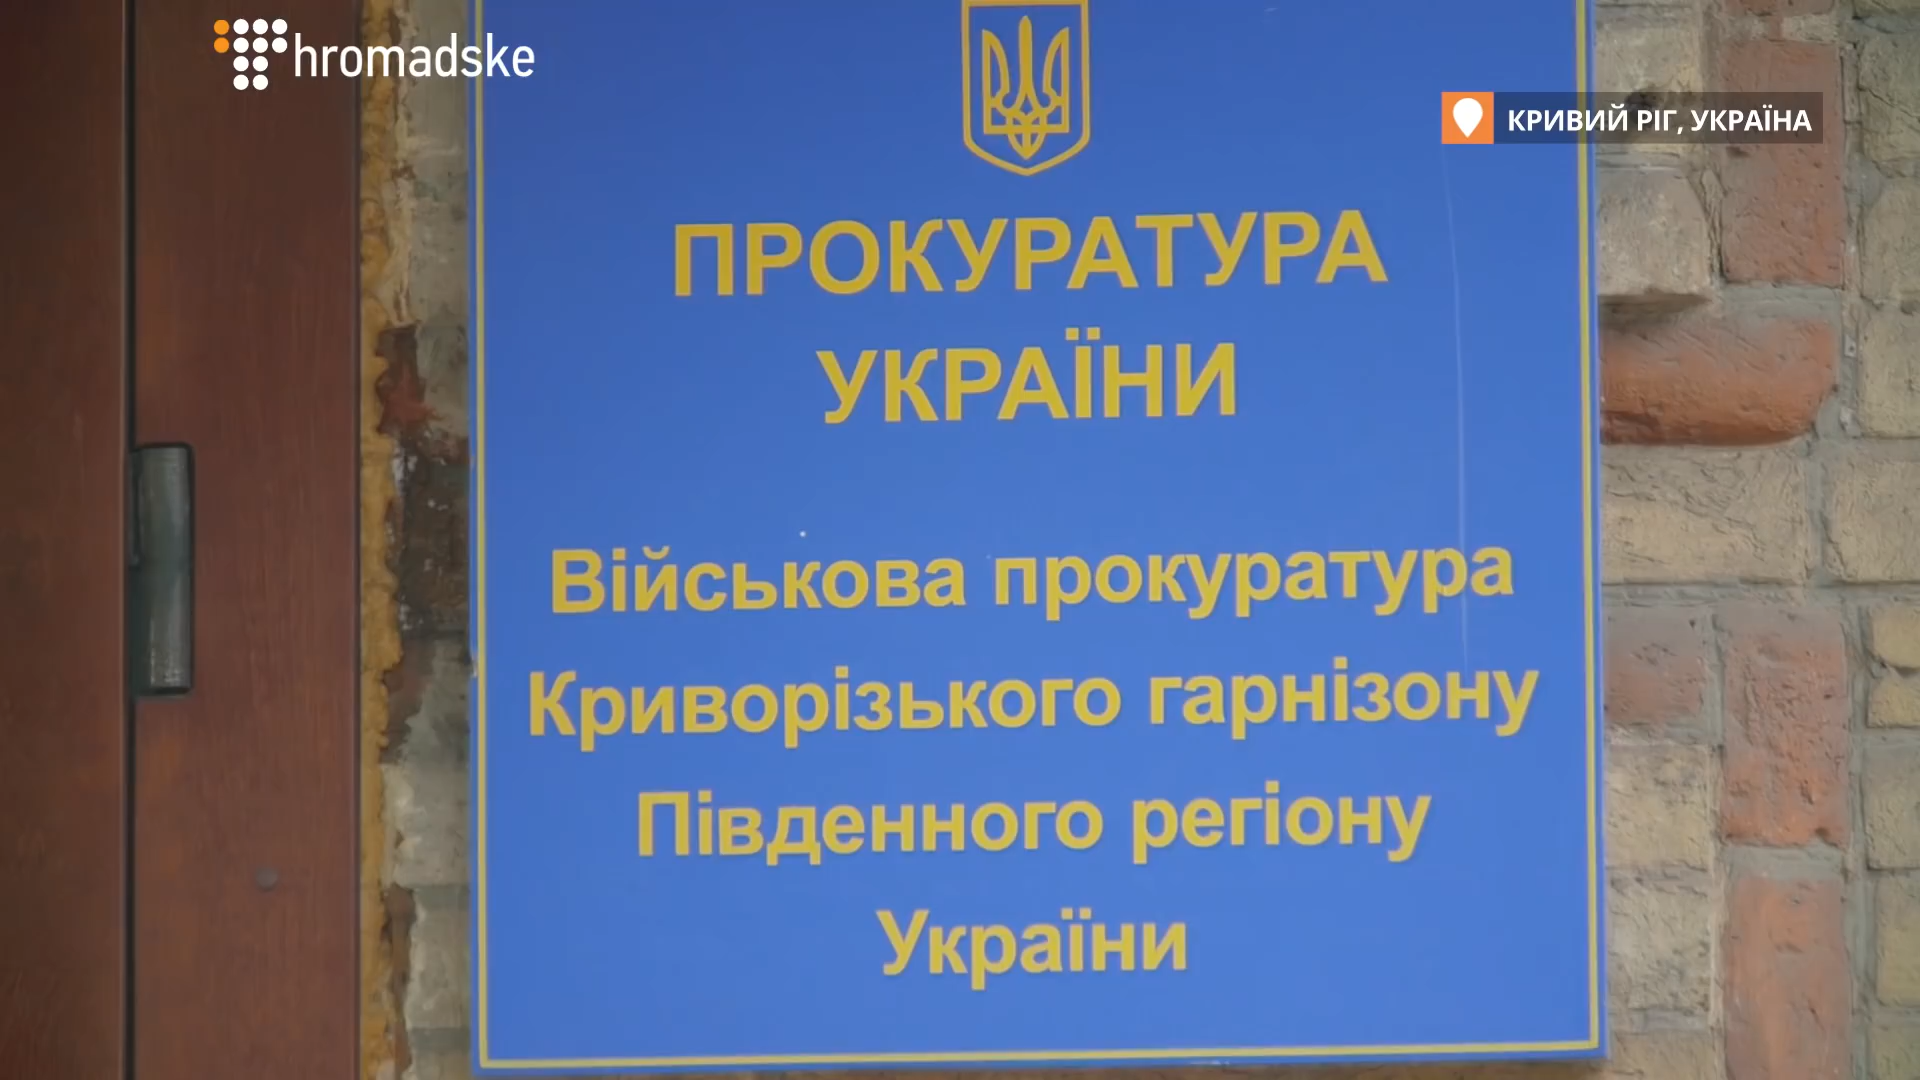 hromadske
КРИВИЙ РІГ, УКРАЇНА
ПРОКУРАТУРА
УКРАЇНИ
Військова прокуратура
Криворізького гарнізону
Південного регіону
України